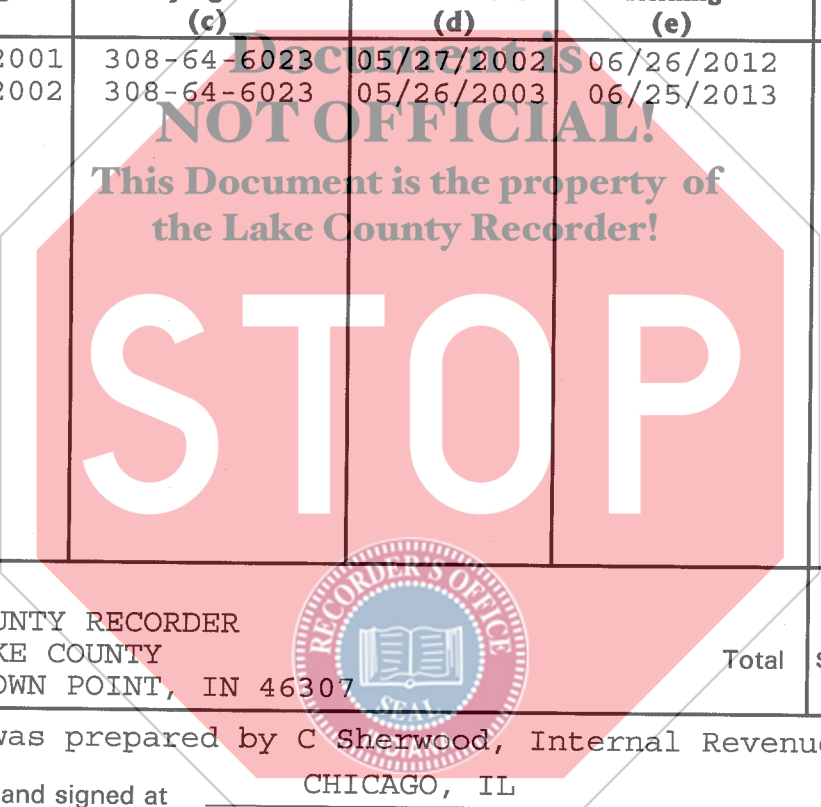 (c) (d) (e)
2001 308-64-6023 05/27/2002 06/26/2012
2002 308-64-6023 05/26/2003 06/25/2013
Document is
NOT OFFICIAL!
This Document is the property of
the Lake County Recorder!
STOP
RECORDER'S OFFICE
SEAL
INDIANA
UNTY RECORDER
KE COUNTY
OWN POINT, IN 46307
Total
was prepared by C Sherwood, Internal Revenu
and signed at CHICAGO, IL